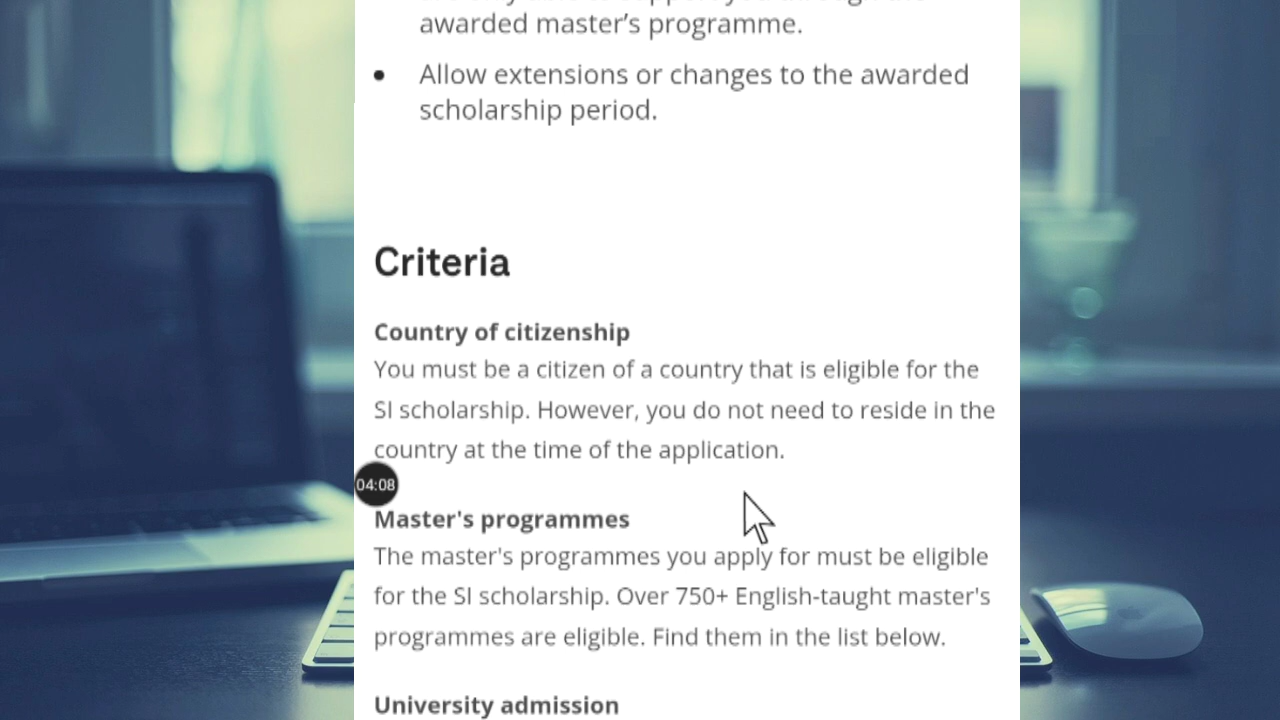 awarded master's programme.
• Allow extensions or changes to the awarded
scholarship period.
Criteria
Country of citizenship
You must be a citizen of a country that is eligible for the
SI scholarship. However, you do not need to reside in the
country at the time of the application.
04:08
Master's programmes
The master's programmes you apply for must be eligible
for the SI scholarship. Over 750+ English-taught master's
programmes are eligible. Find them in the list below.
University admission